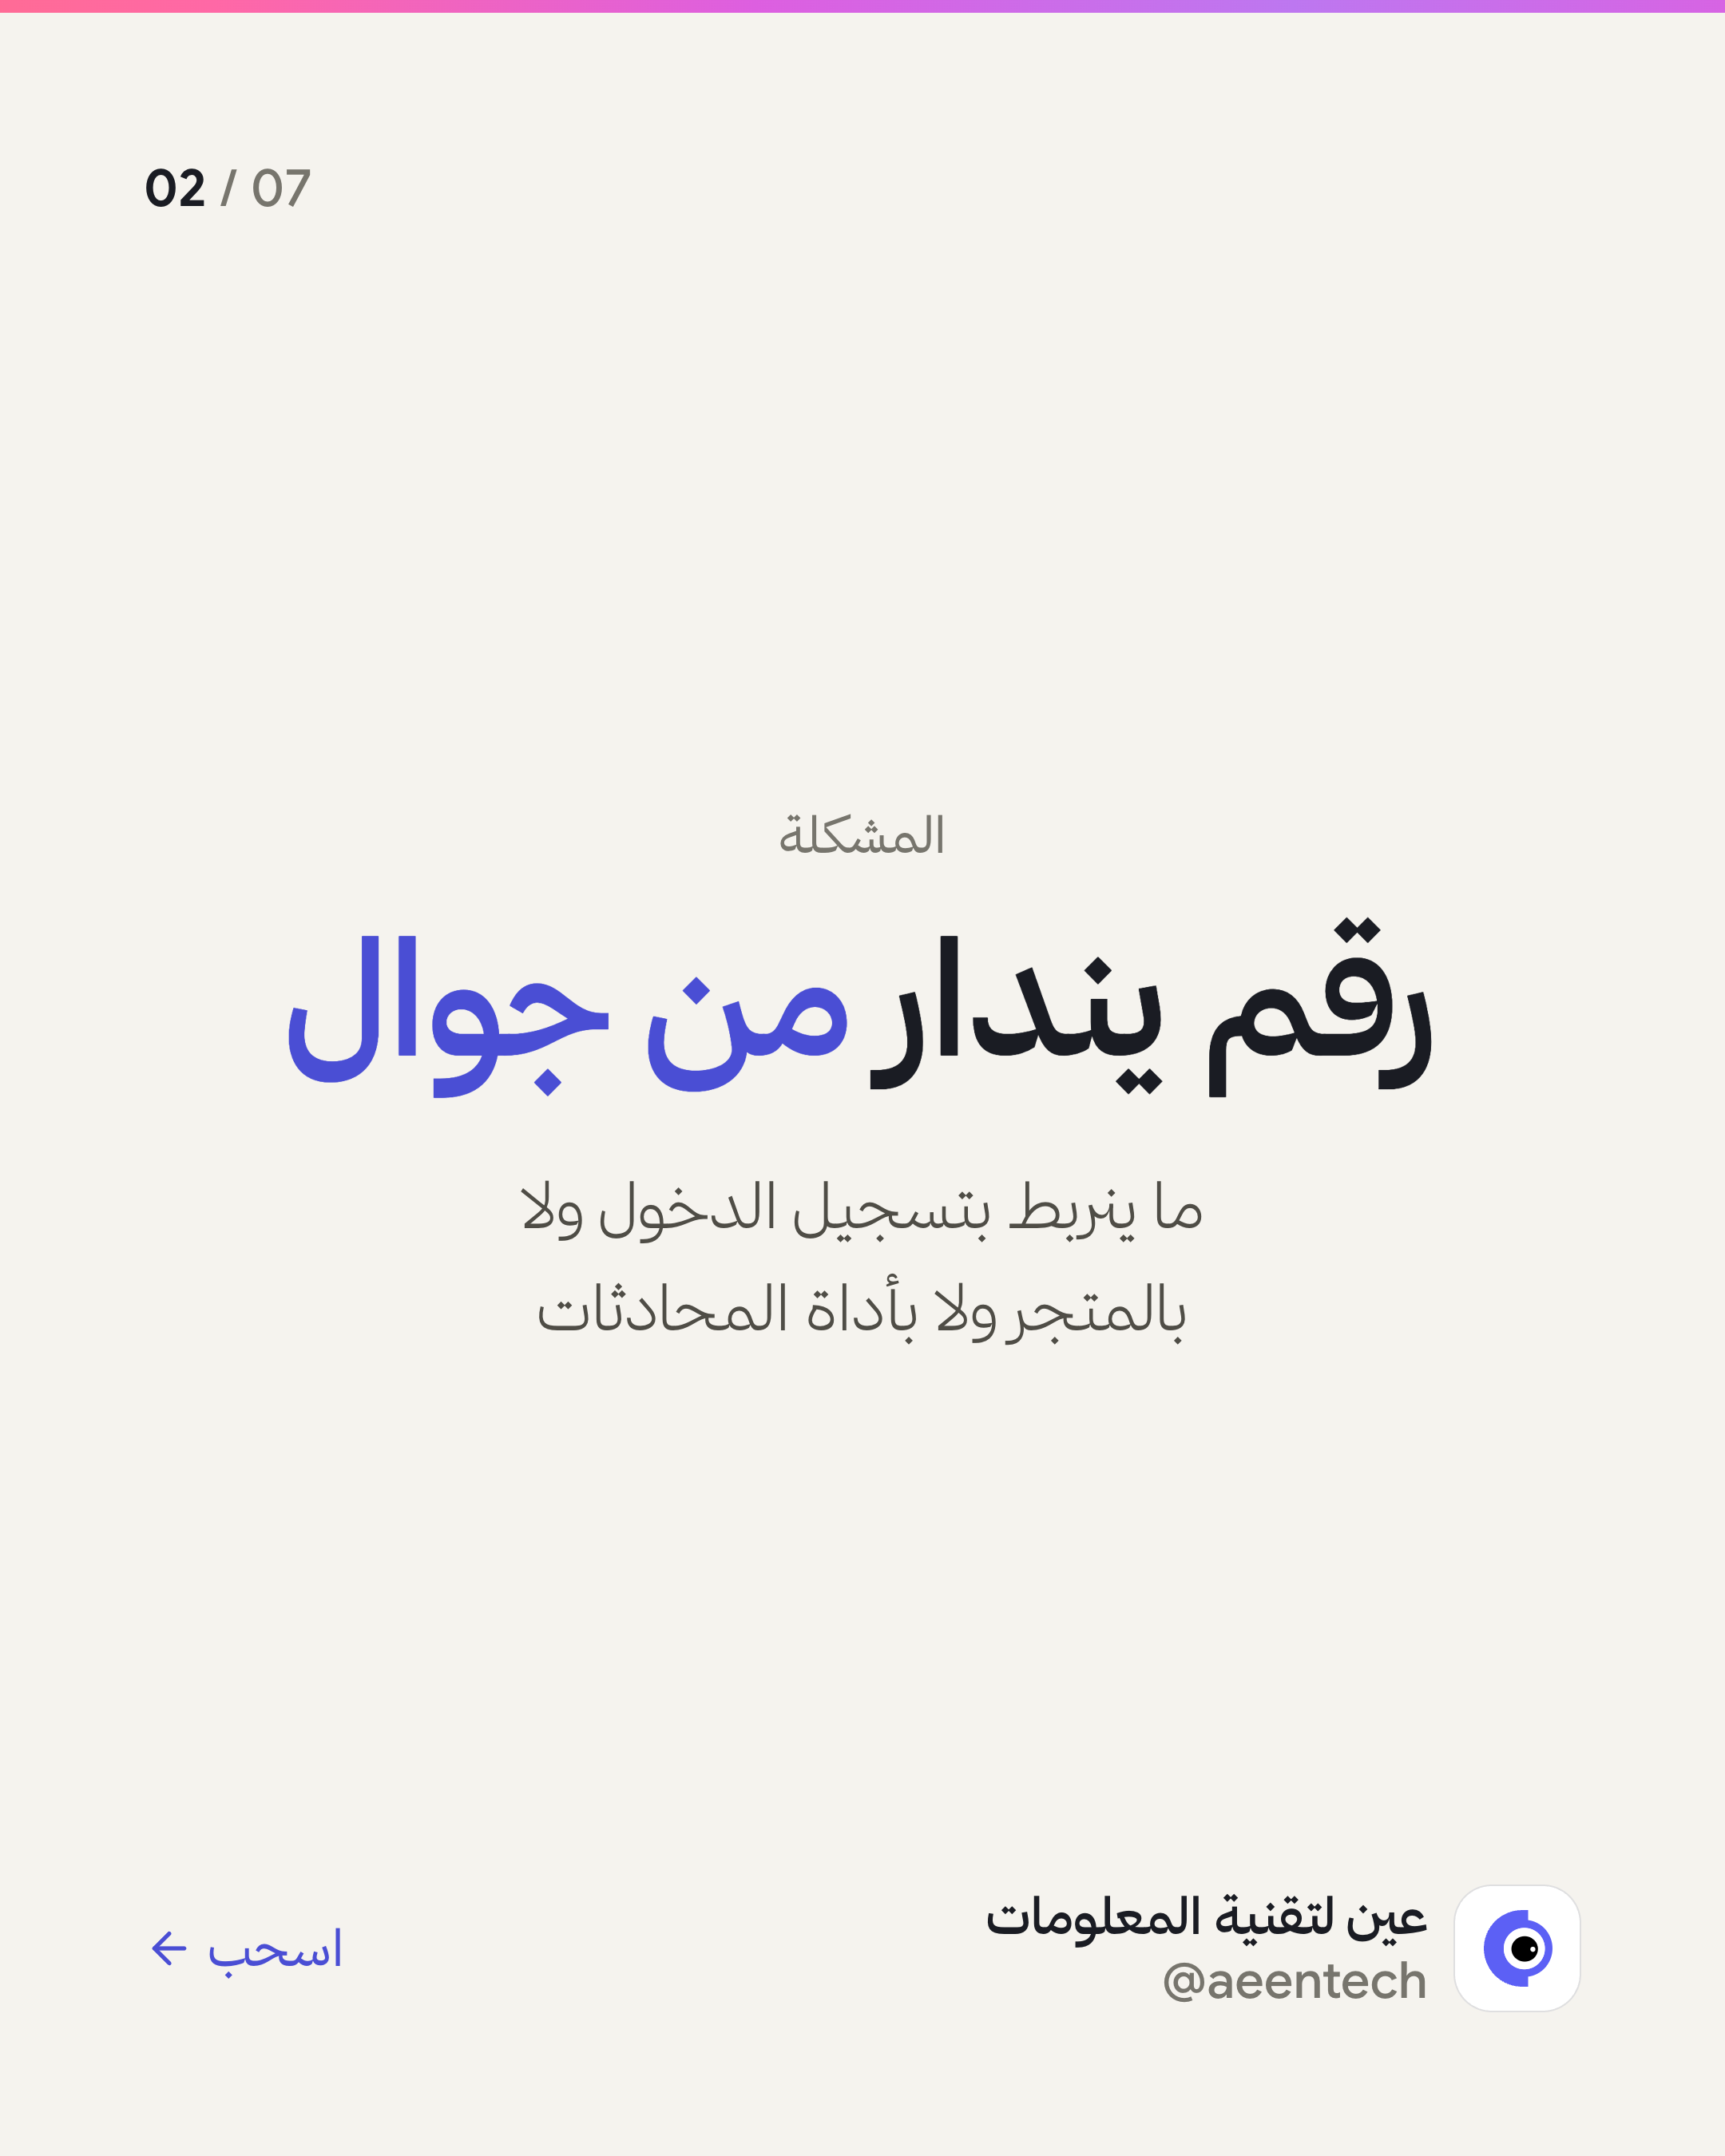 02 / 07
المشكلة
رقم يندار من جوال
ما ينربط بتسجيل الدخول ولا
بالمتجر ولا بأداة المحادثات
عين لتقنية المعلومات
@aeentech
اسحب ←